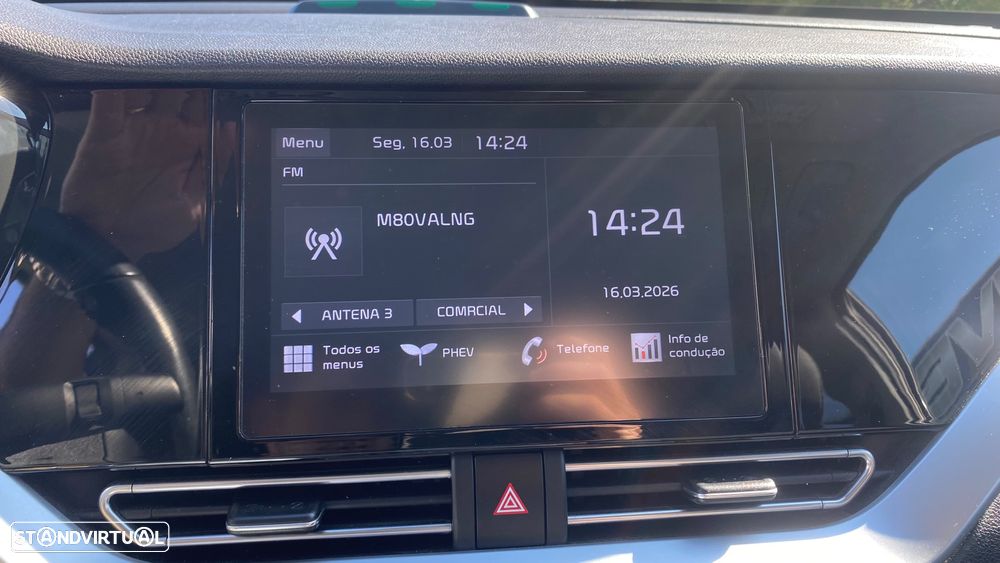 Menu Seg, 16.03 14:24
FM
M80VALNG
14:24
16.03.2026
ANTENA 3 COMRCIAL
Todos os
menus
PHEV
Telefone
Info de
condução
STANDVIRTUAL